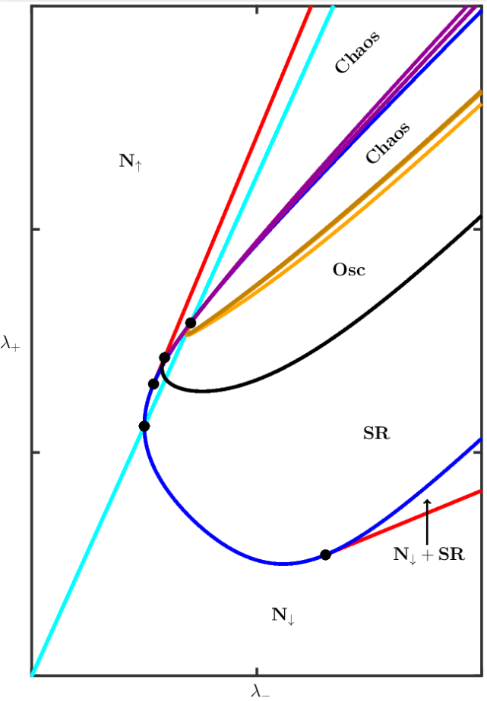 Chaos
N↑
Chaos
Osc
λ₊
SR
N↓ + SR
N↓
λ₋